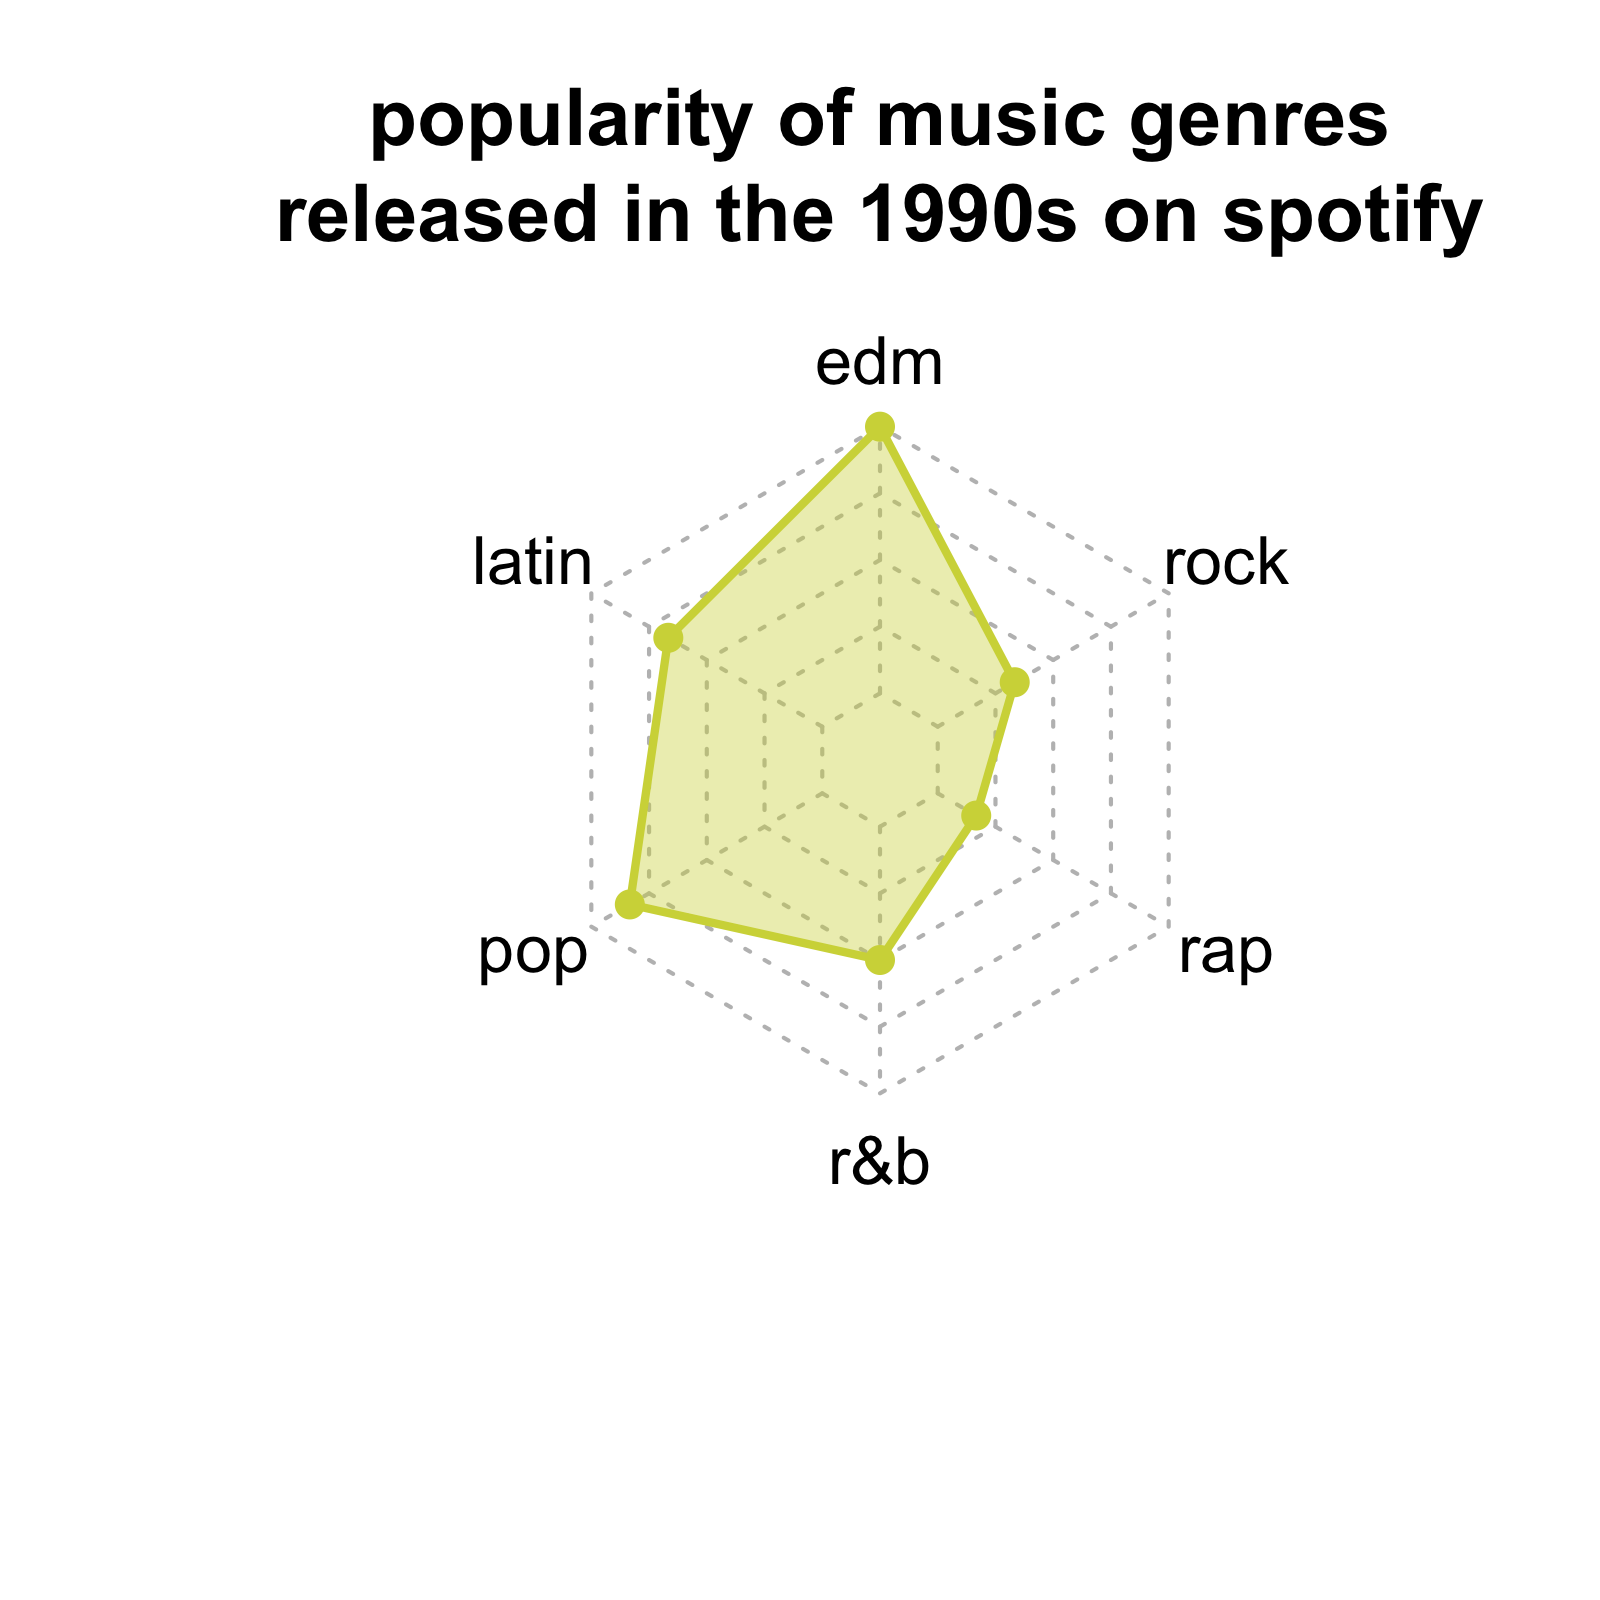 popularity of music genres
released in the 1990s on spotify
edm
latin
rock
pop
rap
r&b